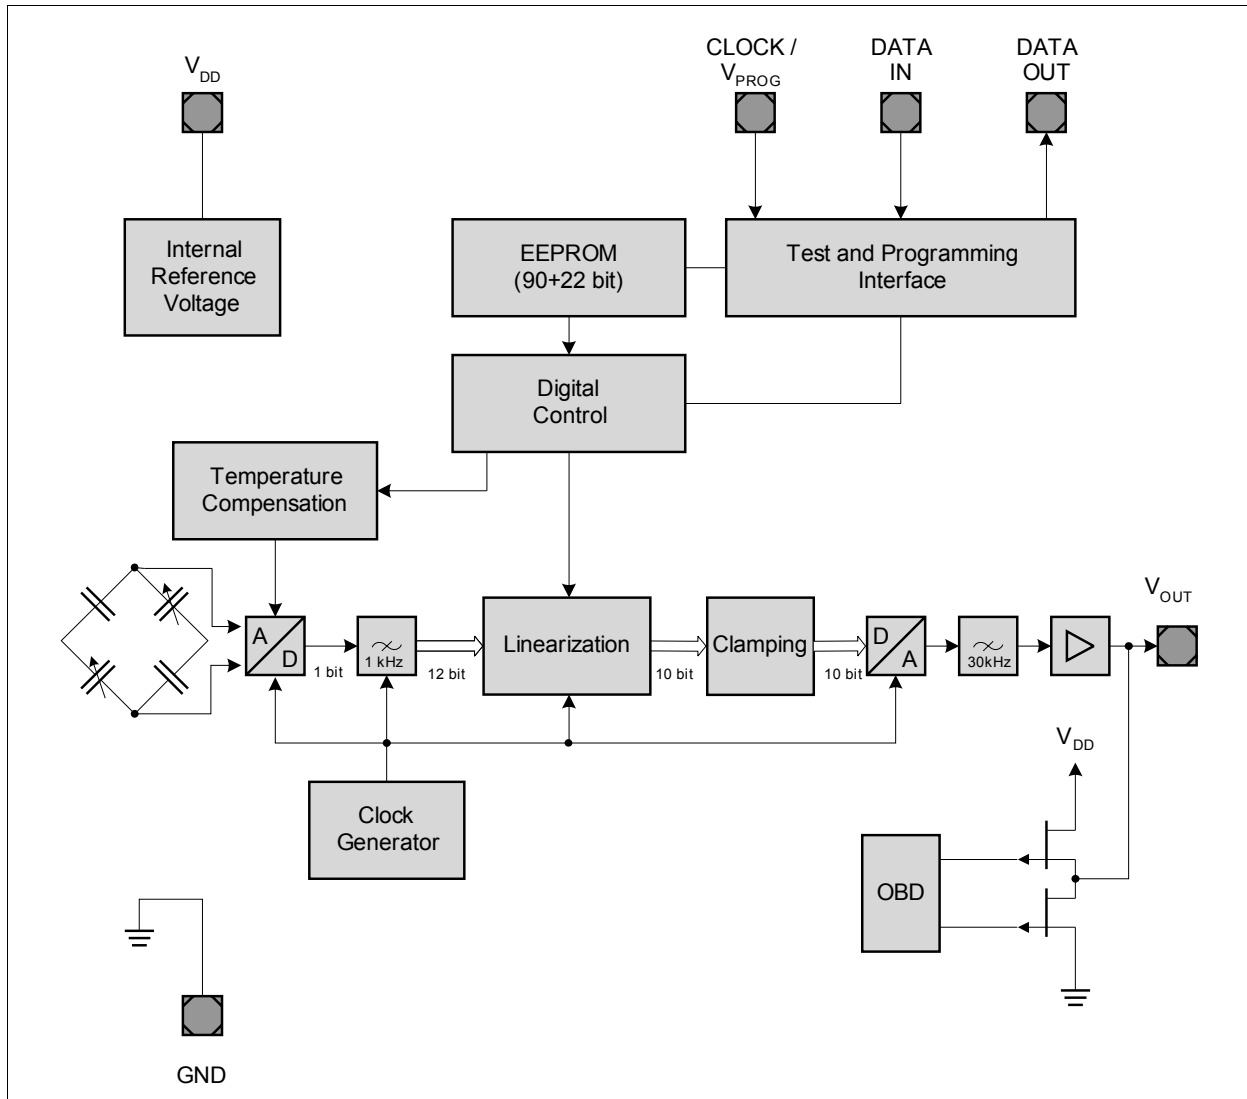 CLOCK /
V_PROG
DATA
IN
DATA
OUT
V_DD
Internal
Reference
Voltage
EEPROM
(90+22 bit)
Test and Programming
Interface
Digital
Control
Temperature
Compensation
A
D
1 bit
1 kHz
12 bit
Linearization
10 bit
Clamping
10 bit
D
A
30kHz
V_OUT
Clock
Generator
V_DD
OBD
GND